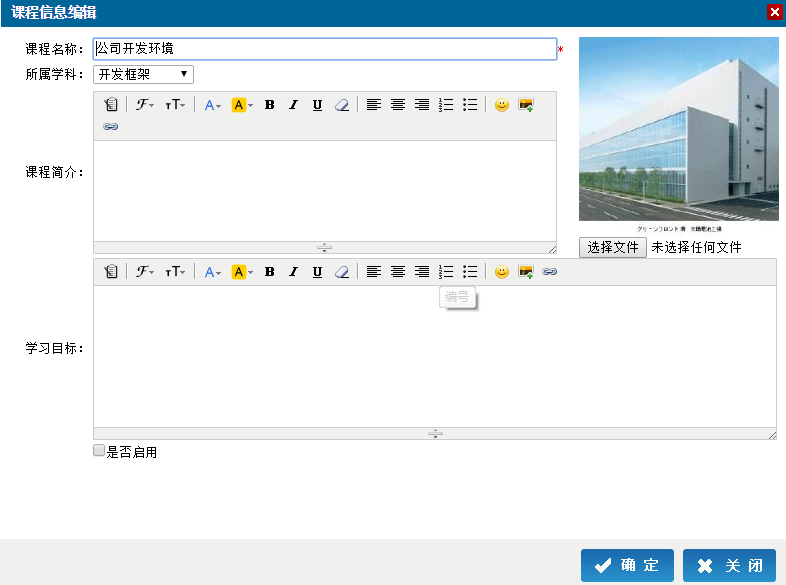 课程信息编辑
课程名称：
公司开发环境
*
所属学科：
开发框架
课程简介：
选择文件 未选择任何文件
编号
学习目标：
是否启用
确 定
关 闭